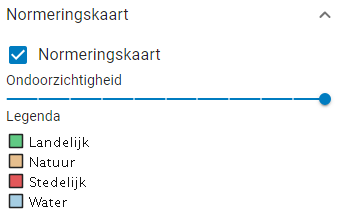 Normeringskaart
Normeringskaart
Ondoorzichtigheid
Legenda
Landelijk
Natuur
Stedelijk
Water